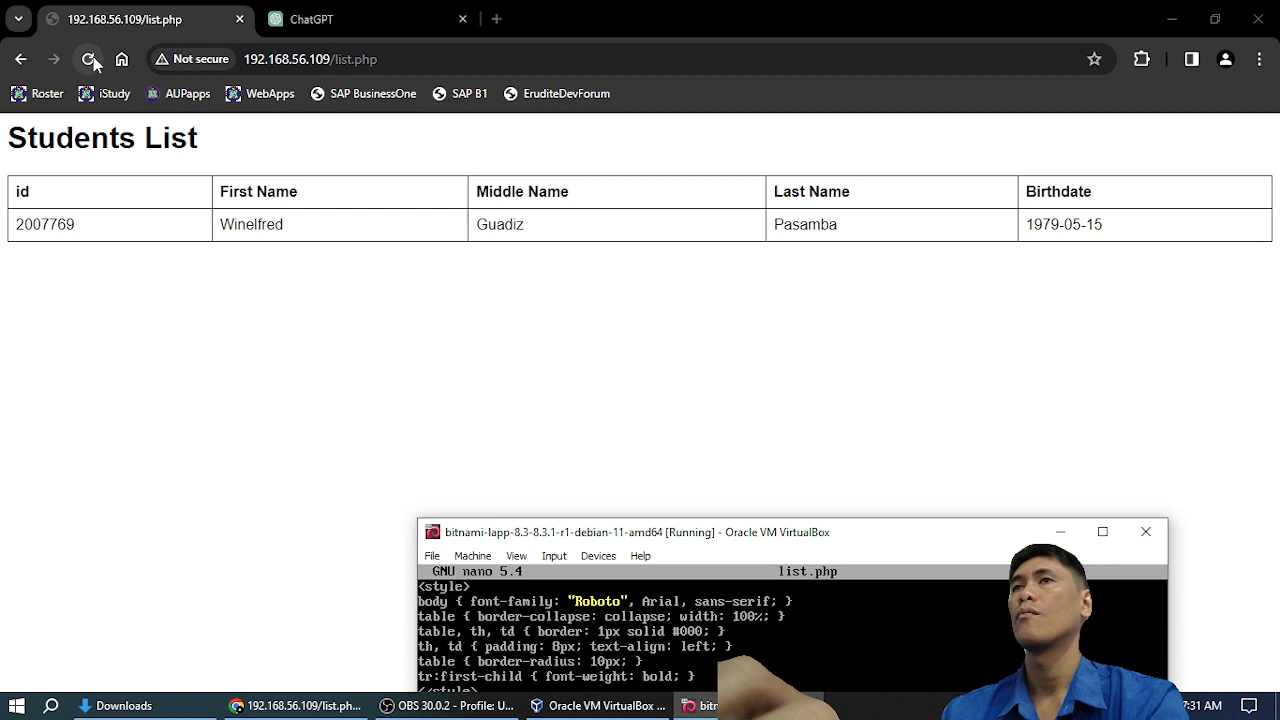 192.168.56.109/list.php
ChatGPT
Not secure 192.168.56.109/list.php
Roster iStudy AUPapps WebApps SAP BusinessOne SAP B1 EruditeDevForum
Students List
id First Name Middle Name Last Name Birthdate
2007769 Winelfred Guadiz Pasamba 1979-05-15
bitnami-lapp-8.3-8.3.1-r1-debian-11-amd64 [Running] - Oracle VM VirtualBox
File Machine View Input Devices Help
GNU nano 5.4 list.php
<style>
body { font-family: "Roboto", Arial, sans-serif; }
table { border-collapse: collapse; width: 100%; }
table, th, td { border: 1px solid #000; }
th, td { padding: 8px; text-align: left; }
table { border-radius: 10px; }
tr:first-child { font-weight: bold; }
</style>
Downloads 192.168.56.109/list.ph... OBS 30.0.2 - Profile: U... Oracle VM VirtualBox ... bitn :31 AM